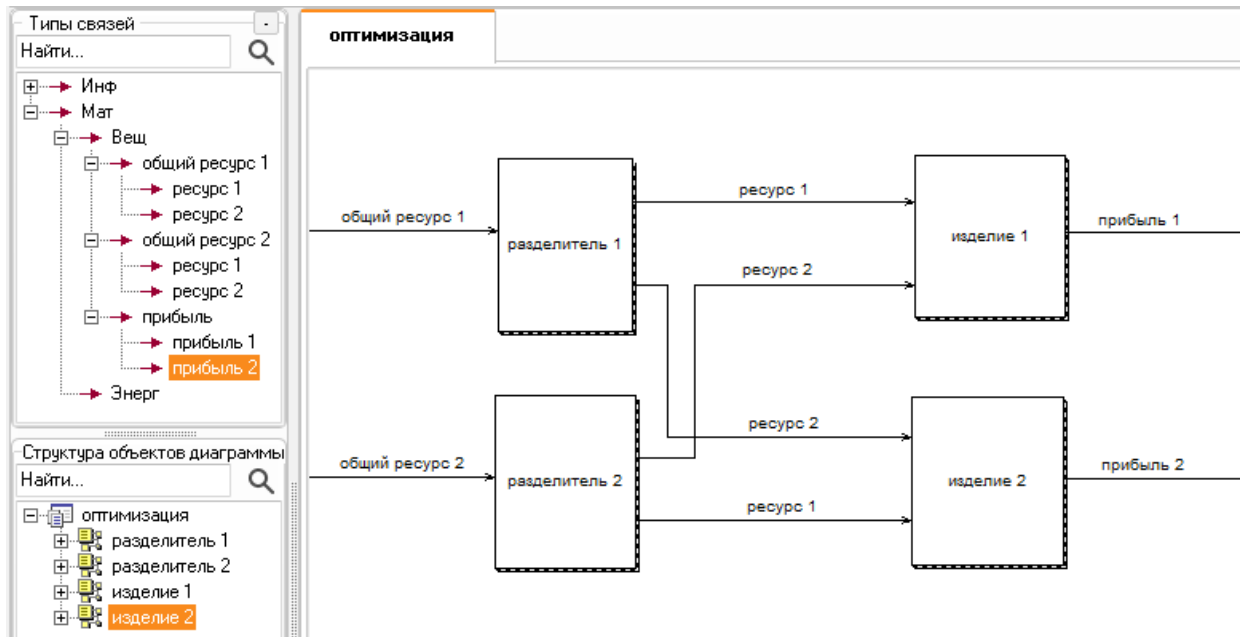 Типы связей
-
Найти...
Инф
Мат
Вещ
общий ресурс 1
ресурс 1
ресурс 2
общий ресурс 2
ресурс 1
ресурс 2
прибыль
прибыль 1
прибыль 2
Энерг
Структура объектов диаграммы
Найти...
оптимизация
разделитель 1
разделитель 2
изделие 1
изделие 2
оптимизация
общий ресурс 1
разделитель 1
ресурс 1
ресурс 2
изделие 1
прибыль 1
общий ресурс 2
разделитель 2
ресурс 2
ресурс 1
изделие 2
прибыль 2